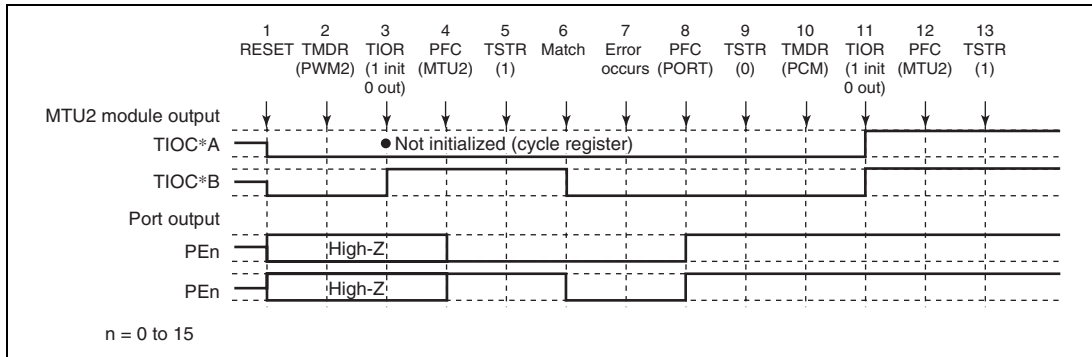 1 2 3 4 5 6 7 8 9 10 11 12 13
RESET TMDR TIOR PFC TSTR Match Error PFC TSTR TMDR TIOR PFC TSTR
(PWM2) (1 init (MTU2) (1) occurs (PORT) (0) (PCM) (1 init (MTU2) (1)
0 out) 0 out)
MTU2 module output
TIOC*A
● Not initialized (cycle register)
TIOC*B
Port output
PEn
High-Z
PEn
High-Z
n = 0 to 15